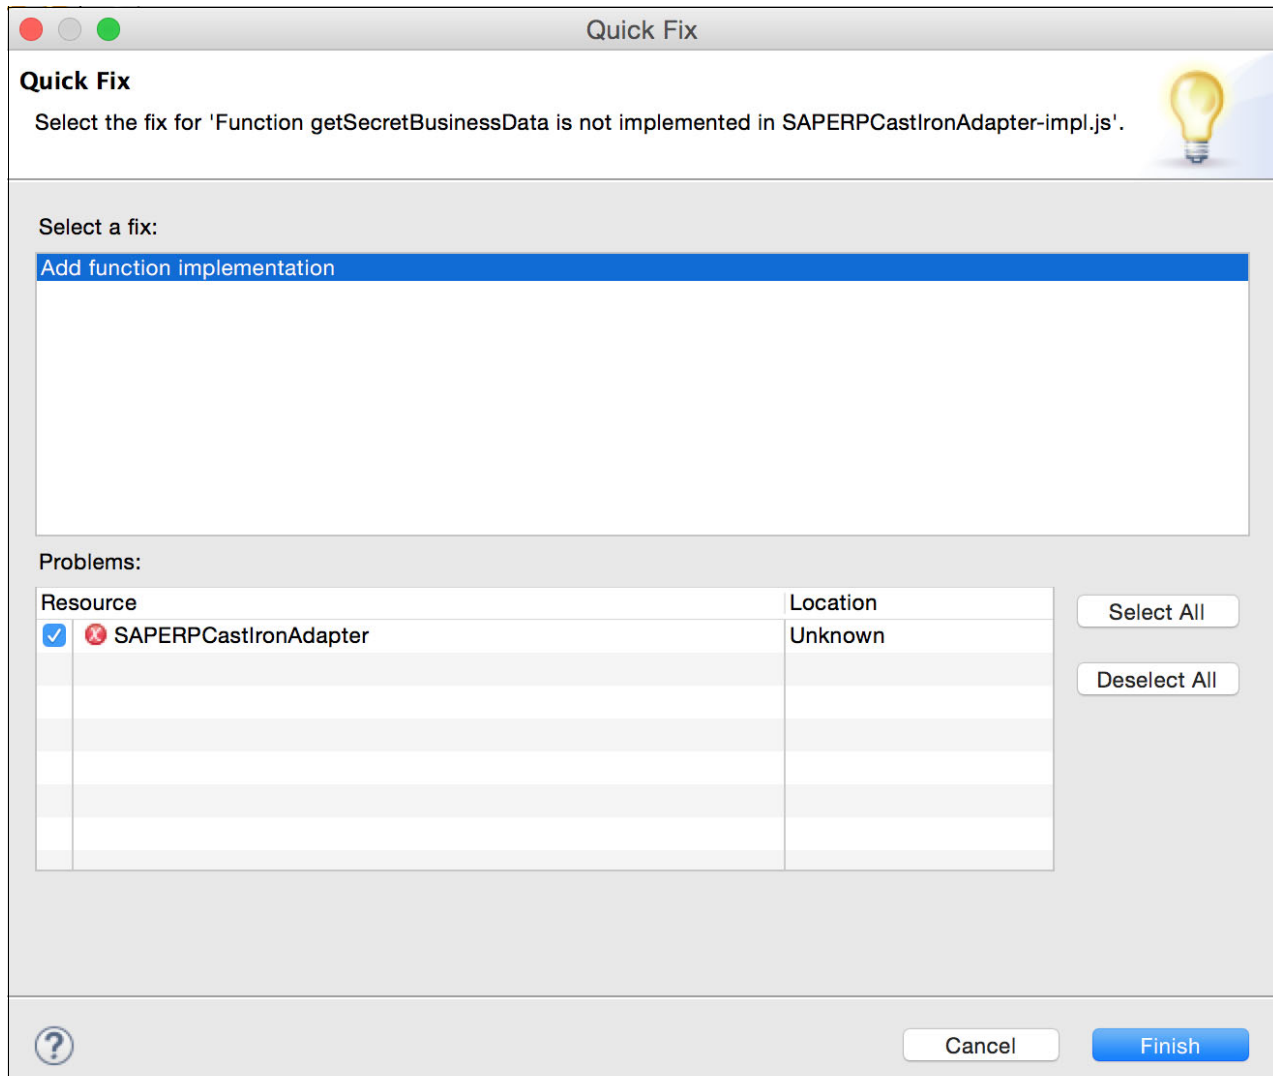 Quick Fix
Quick Fix
Select the fix for 'Function getSecretBusinessData is not implemented in SAPERPCastIronAdapter-impl.js'.
Select a fix:
Add function implementation
Problems:
Resource Location
SAPERPCastIronAdapter Unknown
Select All
Deselect All
?
Cancel Finish